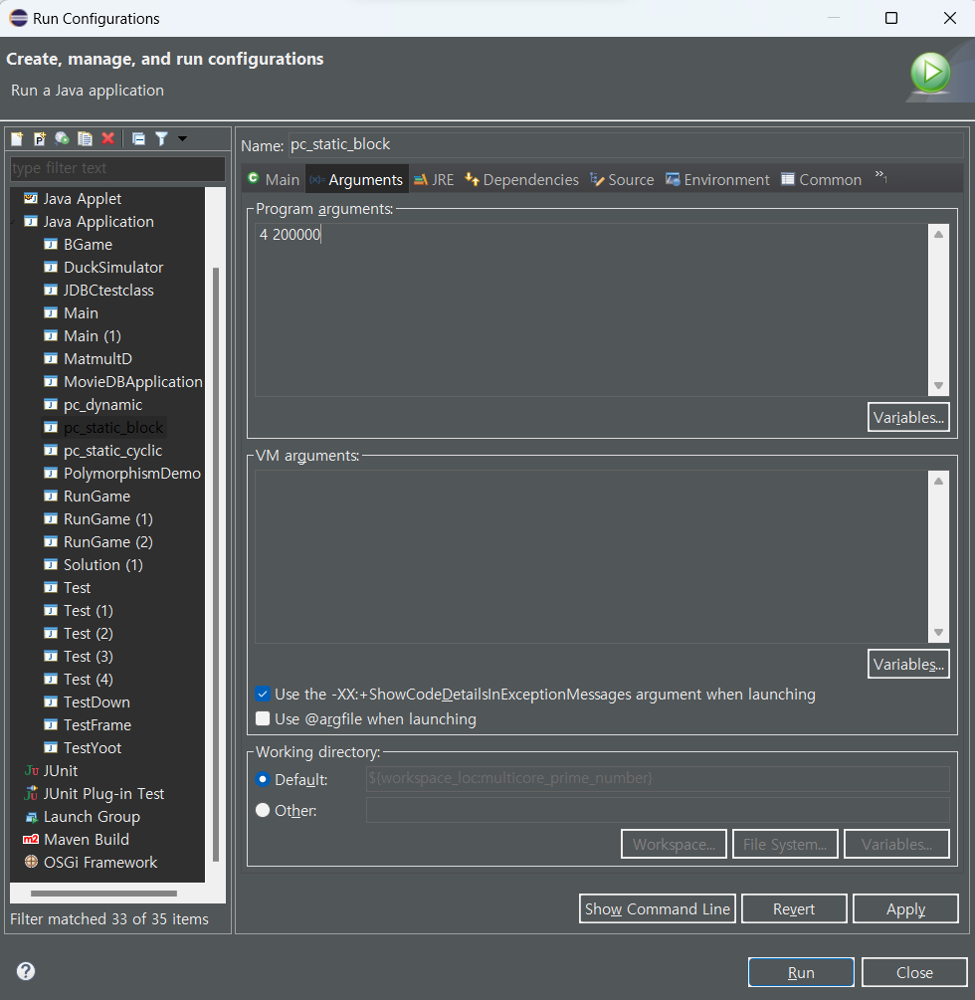 Run Configurations
Create, manage, and run configurations
Run a Java application
type filter text
Java Applet
Java Application
BGame
DuckSimulator
JDBCtestclass
Main
Main (1)
MatmultD
MovieDBApplication
pc_dynamic
pc_static_block
pc_static_cyclic
PolymorphismDemo
RunGame
RunGame (1)
RunGame (2)
Solution (1)
Test
Test (1)
Test (2)
Test (3)
Test (4)
TestDown
TestFrame
TestYoot
JUnit
JUnit Plug-in Test
Launch Group
Maven Build
OSGi Framework
Filter matched 33 of 35 items
Name: pc_static_block
Main Arguments JRE Dependencies Source Environment Common »1
Program arguments:
4 200000
Variables...
VM arguments:
Variables...
Use the -XX:+ShowCodeDetailsInExceptionMessages argument when launching
Use @argfile when launching
Working directory:
Default: ${workspace_loc:multicore_prime_number}
Other:
Workspace... File System... Variables...
Show Command Line Revert Apply
Run Close